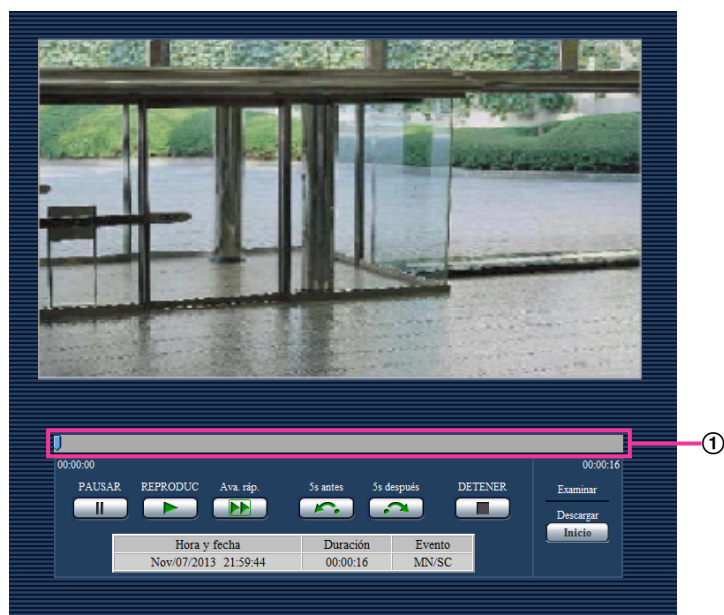 ①
00:00:00 00:00:16
PAUSAR REPRODUC Ava. ráp. 5s antes 5s después DETENER Examinar
Descargar
Inicio
Hora y fecha Duración Evento
Nov/07/2013 21:59:44 00:00:16 MN/SC